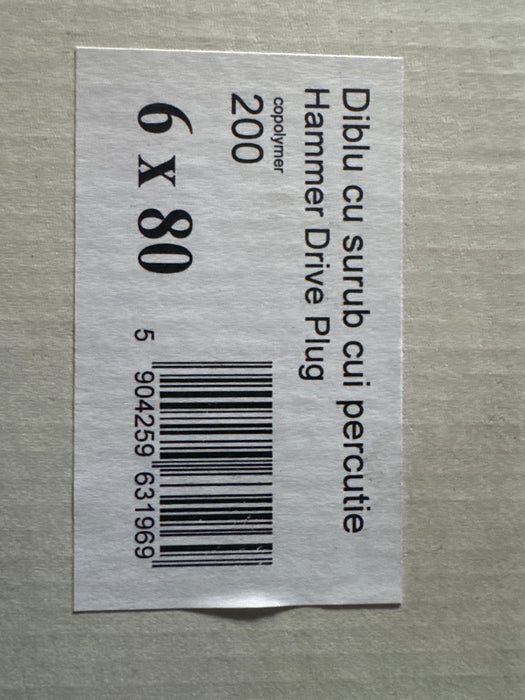 Diblu cu surub cui percutie
Hammer Drive Plug
copolymer
200
6 x 80
5 904259 631969